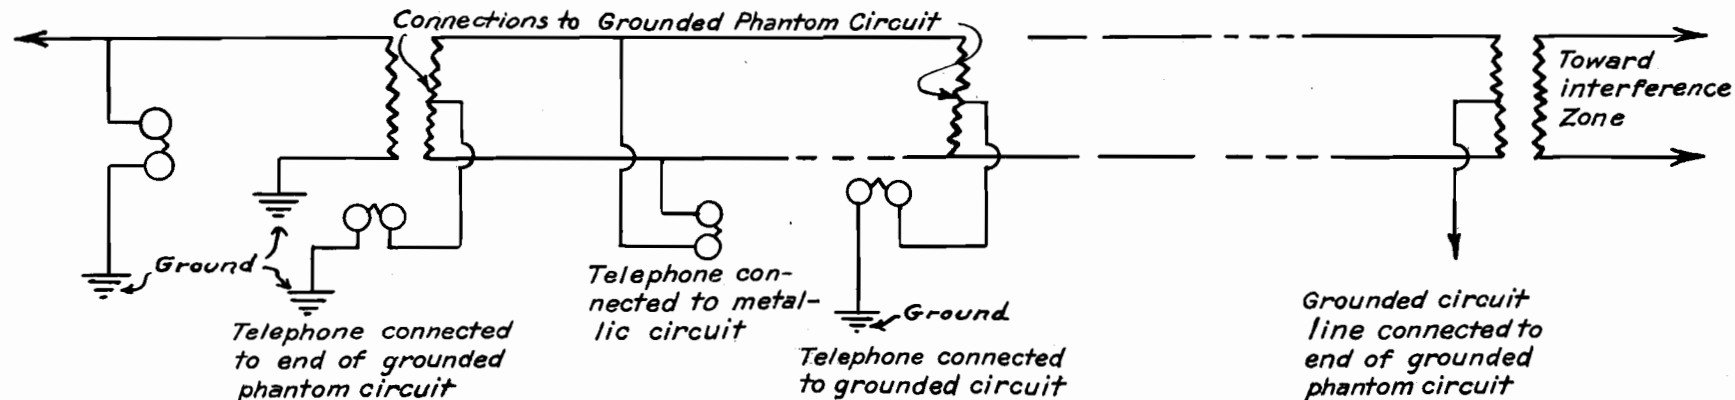 Connections to Grounded Phantom Circuit
Toward
interference
Zone
Ground
Telephone connected
to end of grounded
phantom circuit
Telephone con-
nected to metal-
lic circuit
Ground
Telephone connected
to grounded circuit
Grounded circuit
line connected to
end of grounded
phantom circuit